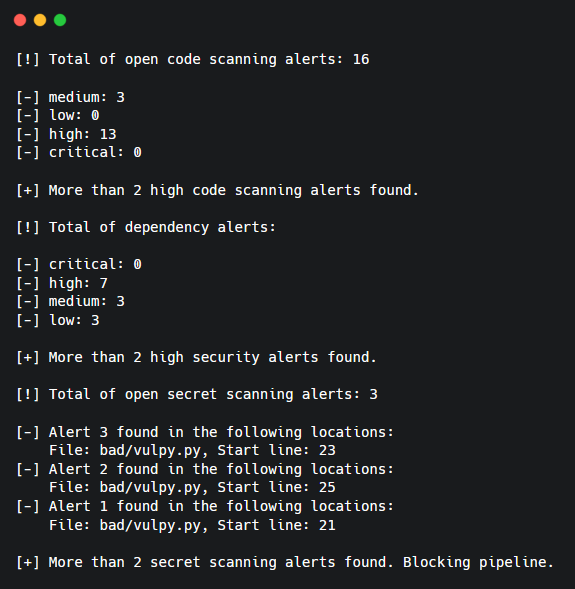 [!] Total of open code scanning alerts: 16
[-] medium: 3
[-] low: 0
[-] high: 13
[-] critical: 0
[+] More than 2 high code scanning alerts found.
[!] Total of dependency alerts:
[-] critical: 0
[-] high: 7
[-] medium: 3
[-] low: 3
[+] More than 2 high security alerts found.
[!] Total of open secret scanning alerts: 3
[-] Alert 3 found in the following locations:
    File: bad/vulpy.py, Start line: 23
[-] Alert 2 found in the following locations:
    File: bad/vulpy.py, Start line: 25
[-] Alert 1 found in the following locations:
    File: bad/vulpy.py, Start line: 21
[+] More than 2 secret scanning alerts found. Blocking pipeline.